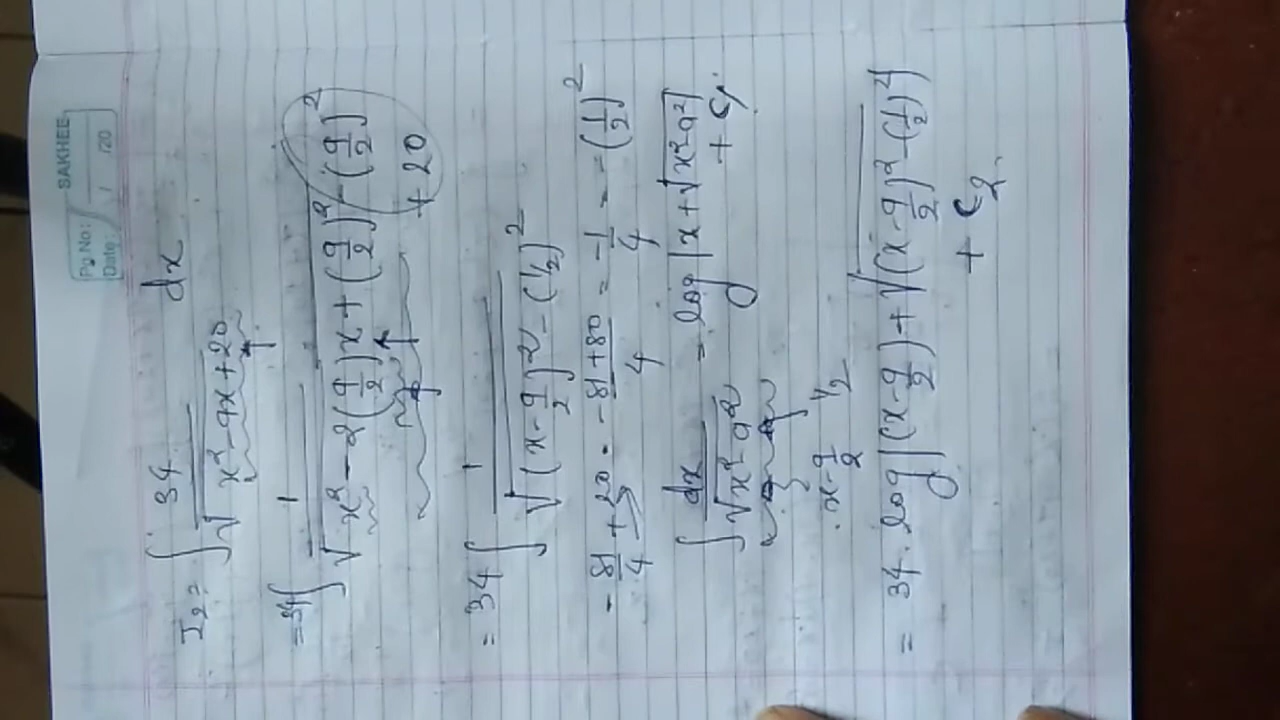 SAKHEE
Pg No:
Date: / /20
I₂ = ∫ 34 / √(x² - 9x + 20) dx
= 34 ∫ 1 / √(x² - 2(9/2)x + (9/2)² - (9/2)² + 20)
= 34 ∫ 1 / √((x - 9/2)² - (1/2)²)
-81/4 + 20 = (-81 + 80)/4 = -1/4 = -(1/2)²
∫ dx / √(x² - a²) = log |x + √(x² - a²)| + c,
x - 9/2 1/2
= 34. log |(x - 9/2) + √((x - 9/2)² - (1/2)²)| + c₂.